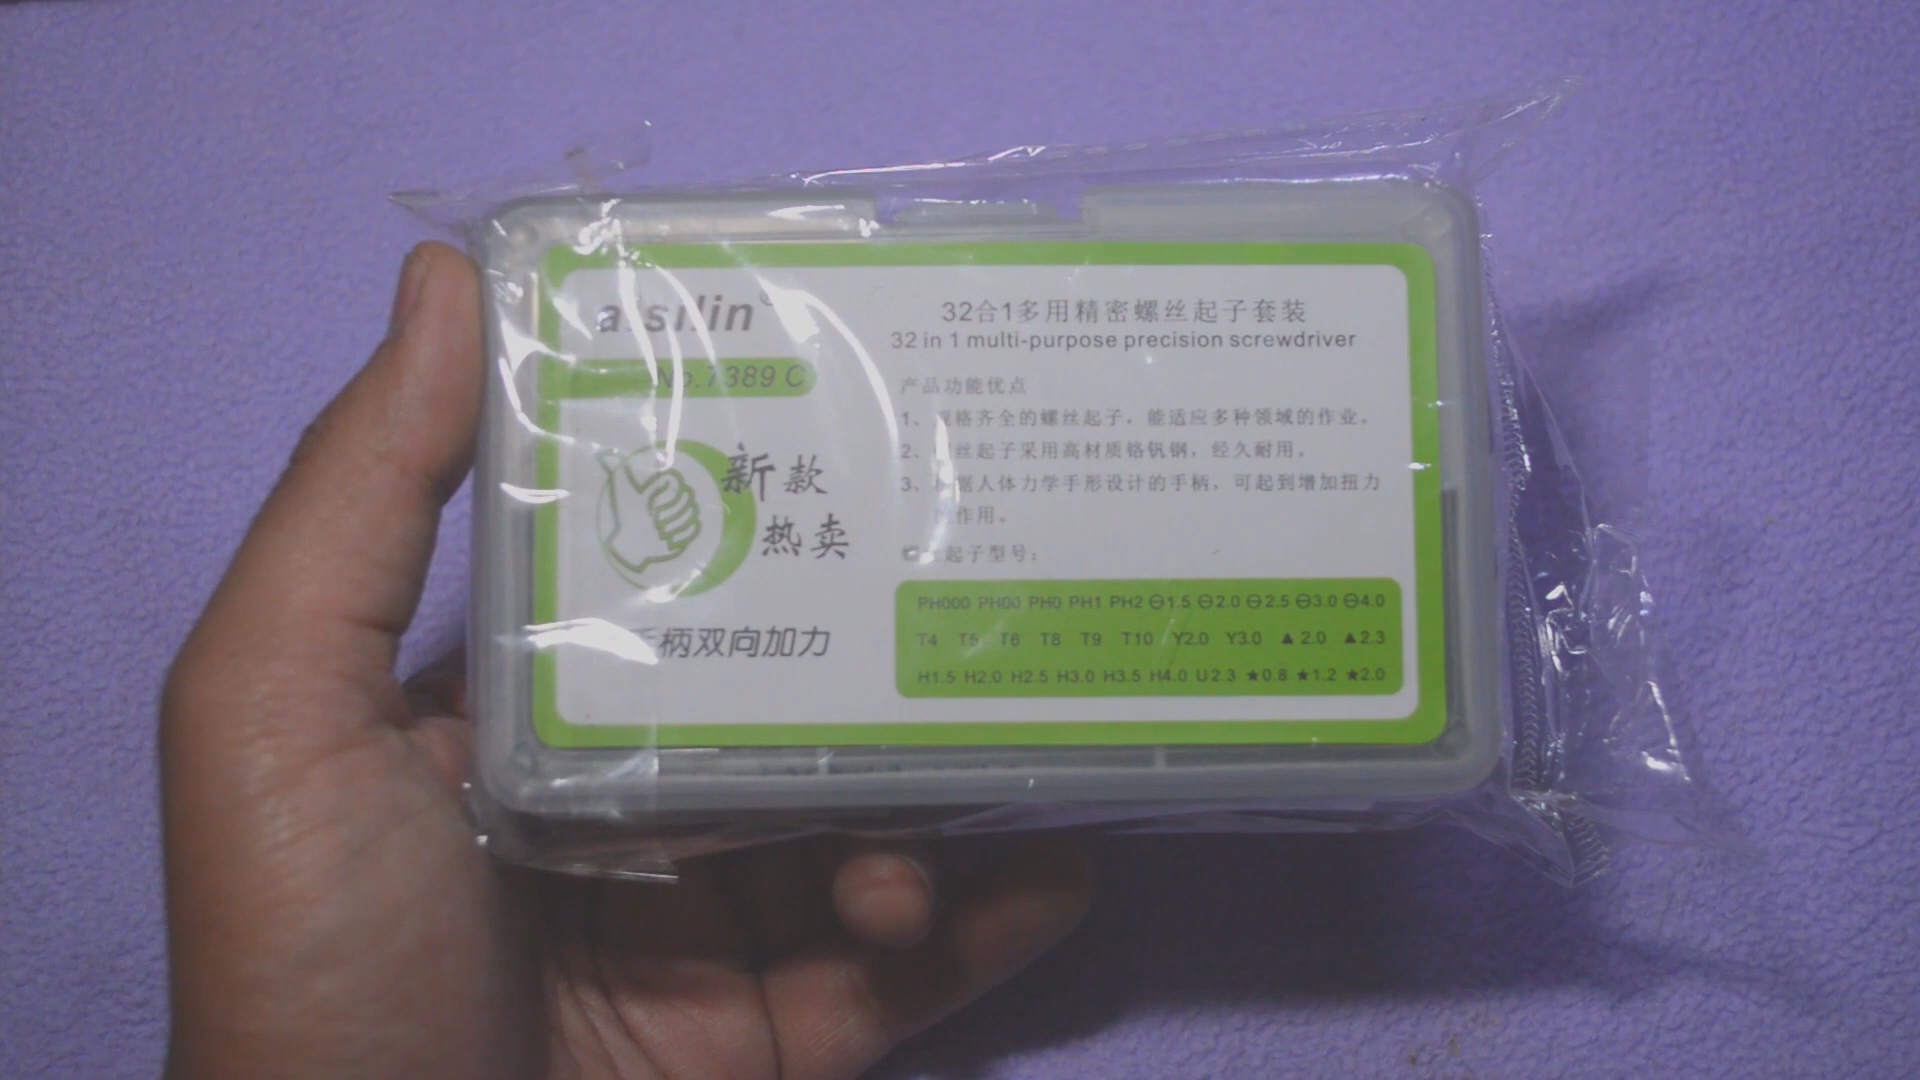 aisilin®
No.7389 C
新款
热卖
柄双向加力
32合1多用精密螺丝起子套装
32 in 1 multi-purpose precision screwdriver
产品功能优点
1、规格齐全的螺丝起子，能适应多种领域的作业。
2、丝起子采用高材质铬钒钢，经久耐用。
3、人体力学手形设计的手柄，可起到增加扭力
作用。
起子型号：
PH000 PH00 PH0 PH1 PH2 ⊖1.5 ⊖2.0 ⊖2.5 ⊖3.0 ⊖4.0
T4 T5 T6 T8 T9 T10 Y2.0 Y3.0 ▲2.0 ▲2.3
H1.5 H2.0 H2.5 H3.0 H3.5 H4.0 U2.3 ★0.8 ★1.2 ★2.0